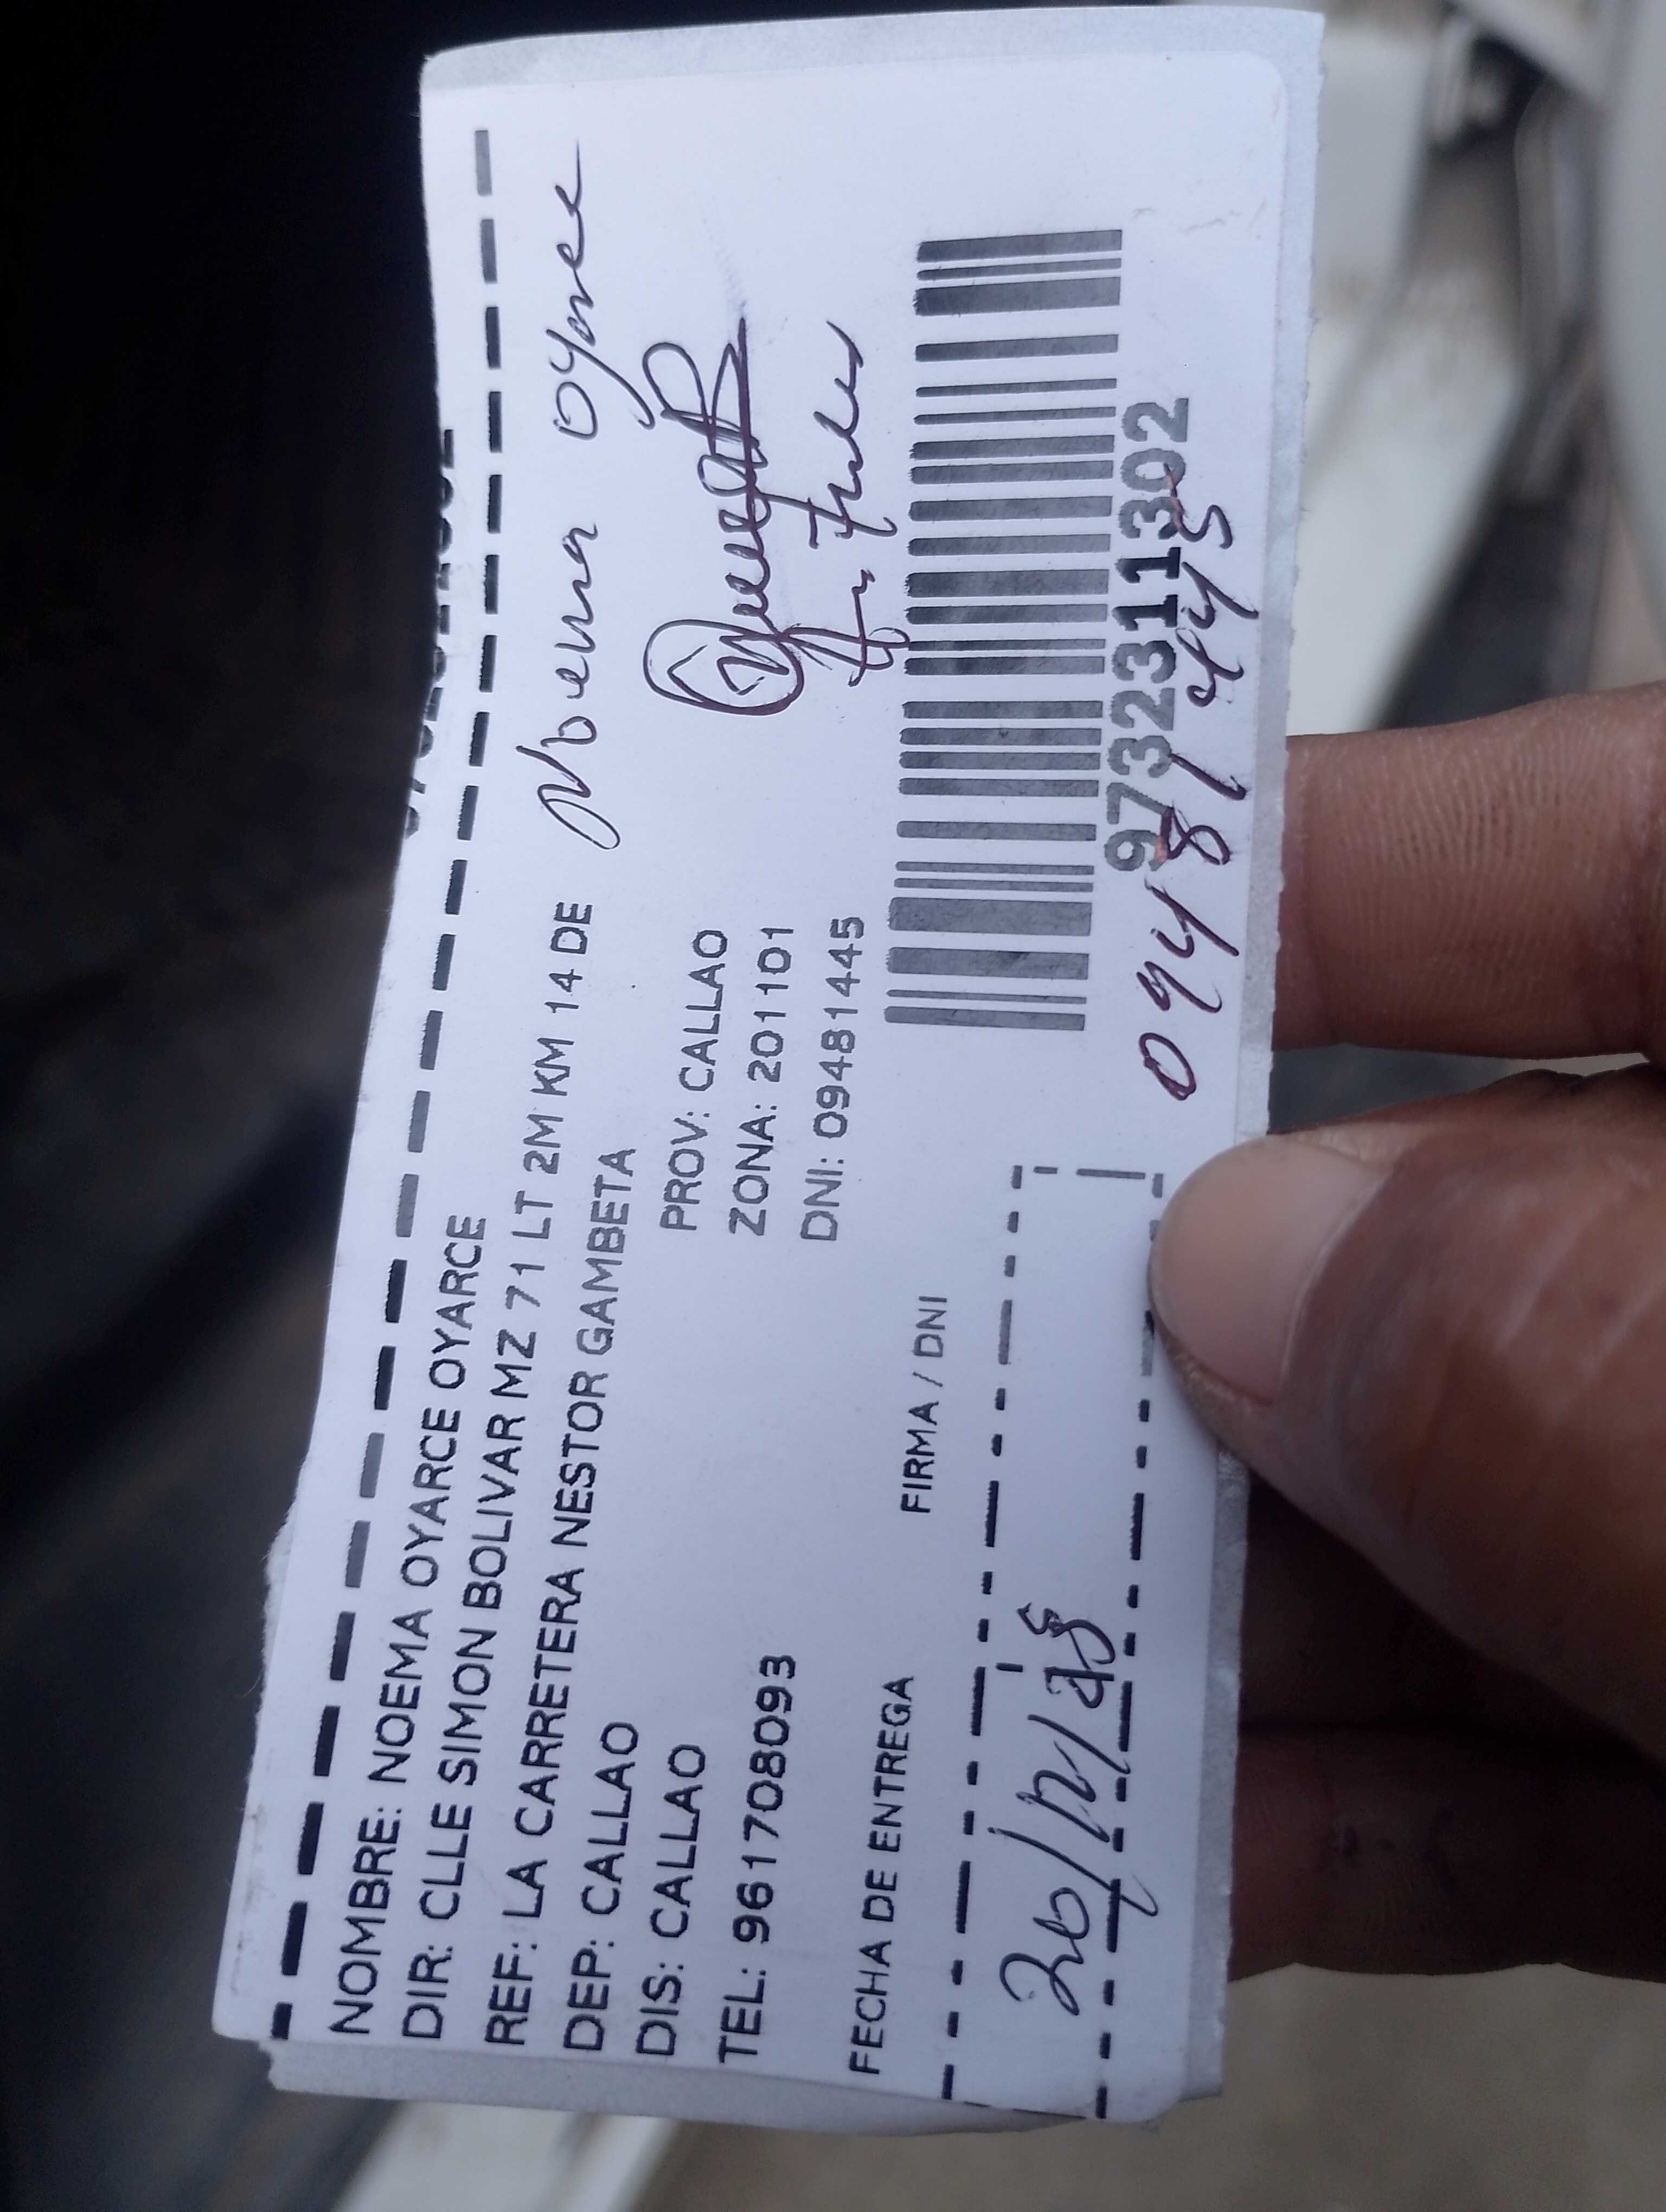 NOMBRE: NOEMA OYARCE OYARCE
DIR: CLLE SIMON BOLIVAR MZ 71 LT 2M KM 14 DE
REF: LA CARRETERA NESTOR GAMBETA
DEP: CALLAO PROV: CALLAO
DIS: CALLAO ZONA: 201101
TEL: 961708093 DNI: 09481445
Noema Oyarce
FECHA DE ENTREGA FIRMA / DNI
9732311302
09481445